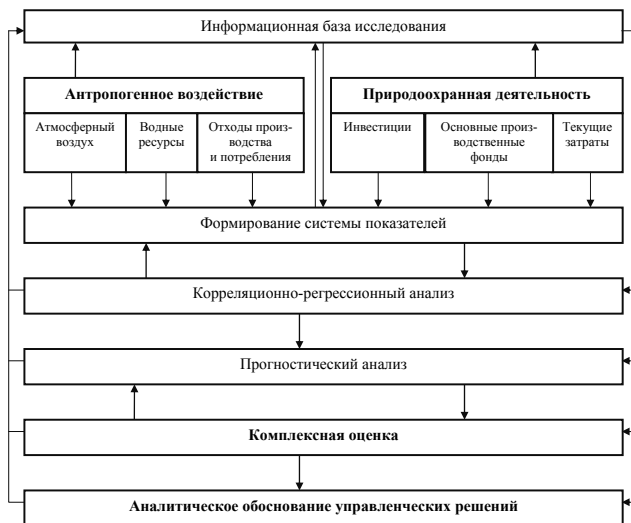 Информационная база исследования
Антропогенное воздействие
Природоохранная деятельность
Атмосферный
воздух
Водные
ресурсы
Отходы произ-
водства
и потребления
Инвестиции
Основные произ-
водственные
фонды
Текущие
затраты
Формирование системы показателей
Корреляционно-регрессионный анализ
Прогностический анализ
Комплексная оценка
Аналитическое обоснование управленческих решений